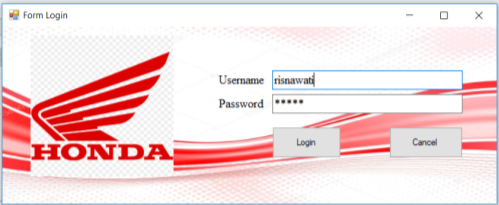 Form Login
Username risnawati
Password *****
HONDA
Login Cancel